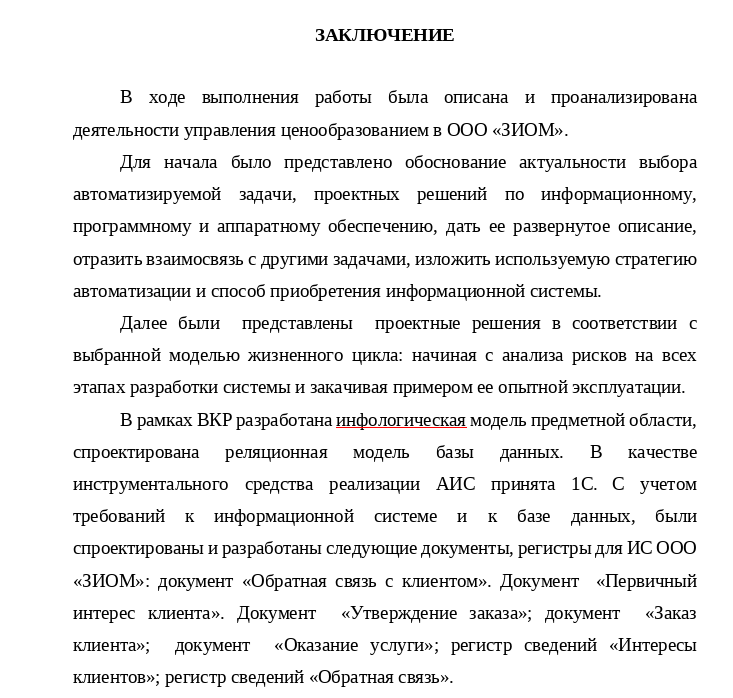 ЗАКЛЮЧЕНИЕ
В ходе выполнения работы была описана и проанализирована
деятельности управления ценообразованием в ООО «ЗИОМ».
Для начала было представлено обоснование актуальности выбора
автоматизируемой задачи, проектных решений по информационному,
программному и аппаратному обеспечению, дать ее развернутое описание,
отразить взаимосвязь с другими задачами, изложить используемую стратегию
автоматизации и способ приобретения информационной системы.
Далее были представлены проектные решения в соответствии с
выбранной моделью жизненного цикла: начиная с анализа рисков на всех
этапах разработки системы и закачивая примером ее опытной эксплуатации.
В рамках ВКР разработана инфологическая модель предметной области,
спроектирована реляционная модель базы данных. В качестве
инструментального средства реализации АИС принята 1С. С учетом
требований к информационной системе и к базе данных, были
спроектированы и разработаны следующие документы, регистры для ИС ООО
«ЗИОМ»: документ «Обратная связь с клиентом». Документ «Первичный
интерес клиента». Документ «Утверждение заказа»; документ «Заказ
клиента»; документ «Оказание услуги»; регистр сведений «Интересы
клиентов»; регистр сведений «Обратная связь».